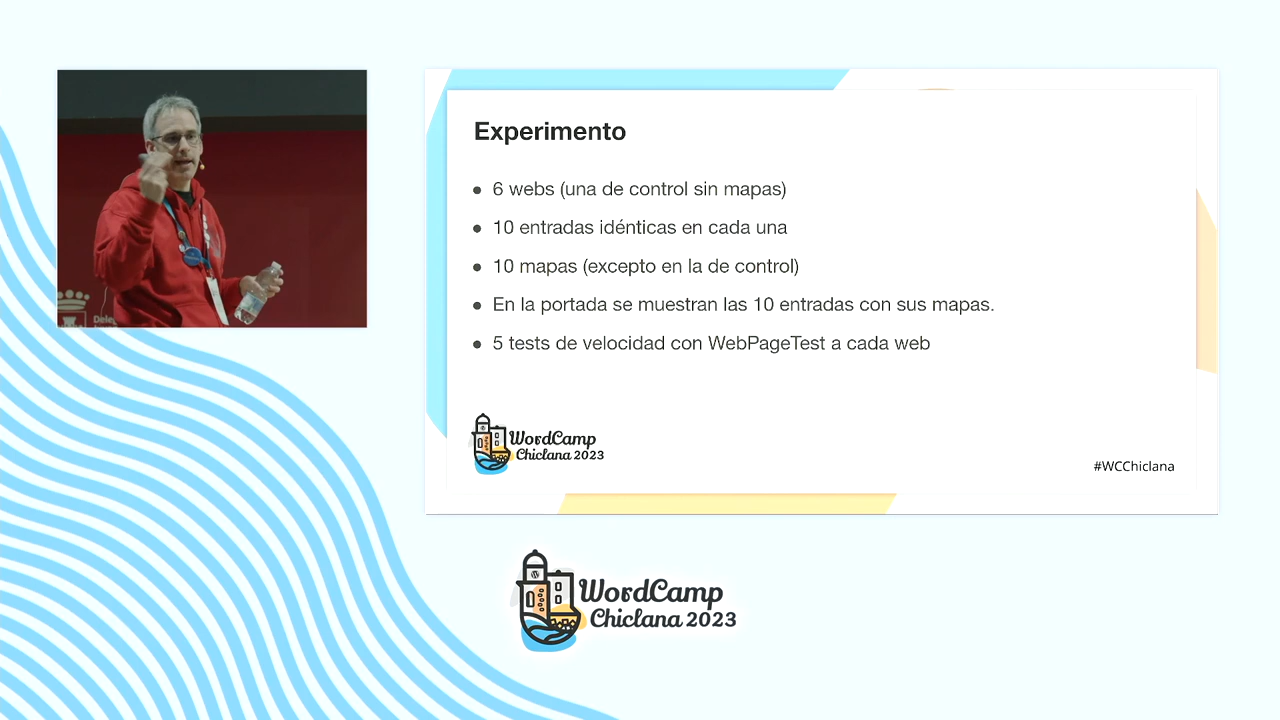 Experimento
6 webs (una de control sin mapas)
10 entradas idénticas en cada una
10 mapas (excepto en la de control)
En la portada se muestran las 10 entradas con sus mapas.
5 tests de velocidad con WebPageTest a cada web
WordCamp
Chiclana 2023
#WCChiclana
WordCamp
Chiclana 2023